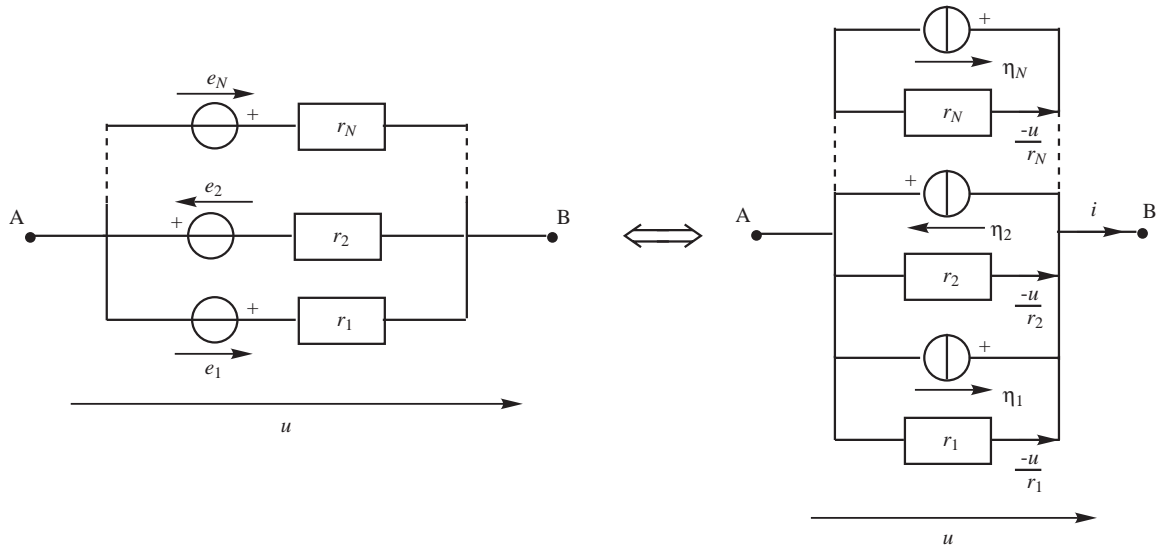 e_N
+
r_N
e_2
A
+
r_2
B
+
r_1
e_1
u
+
η_N
r_N
-u
r_N
+
A
η_2
i
B
r_2
-u
r_2
+
η_1
r_1
-u
r_1
u